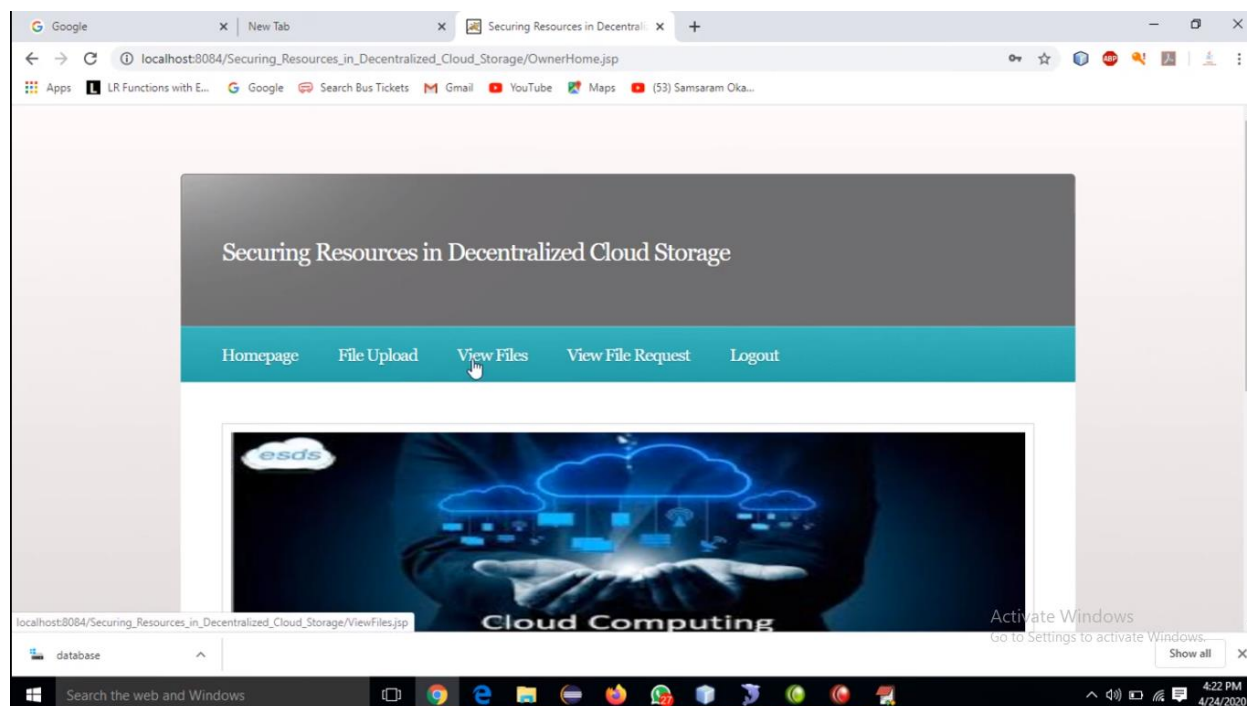 Google
New Tab
Securing Resources in Decentrali
localhost:8084/Securing_Resources_in_Decentralized_Cloud_Storage/OwnerHome.jsp
ABP
Apps
L
LR Functions with E...
Google
Search Bus Tickets
Gmail
YouTube
Maps
(53) Samsaram Oka...
Securing Resources in Decentralized Cloud Storage
Homepage File Upload View Files View File Request Logout
esds
Cloud Computing
localhost:8084/Securing_Resources_in_Decentralized_Cloud_Storage/ViewFiles.jsp
Activate Windows
Go to Settings to activate Windows.
database
Show all
Search the web and Windows
27
4:22 PM
4/24/2020